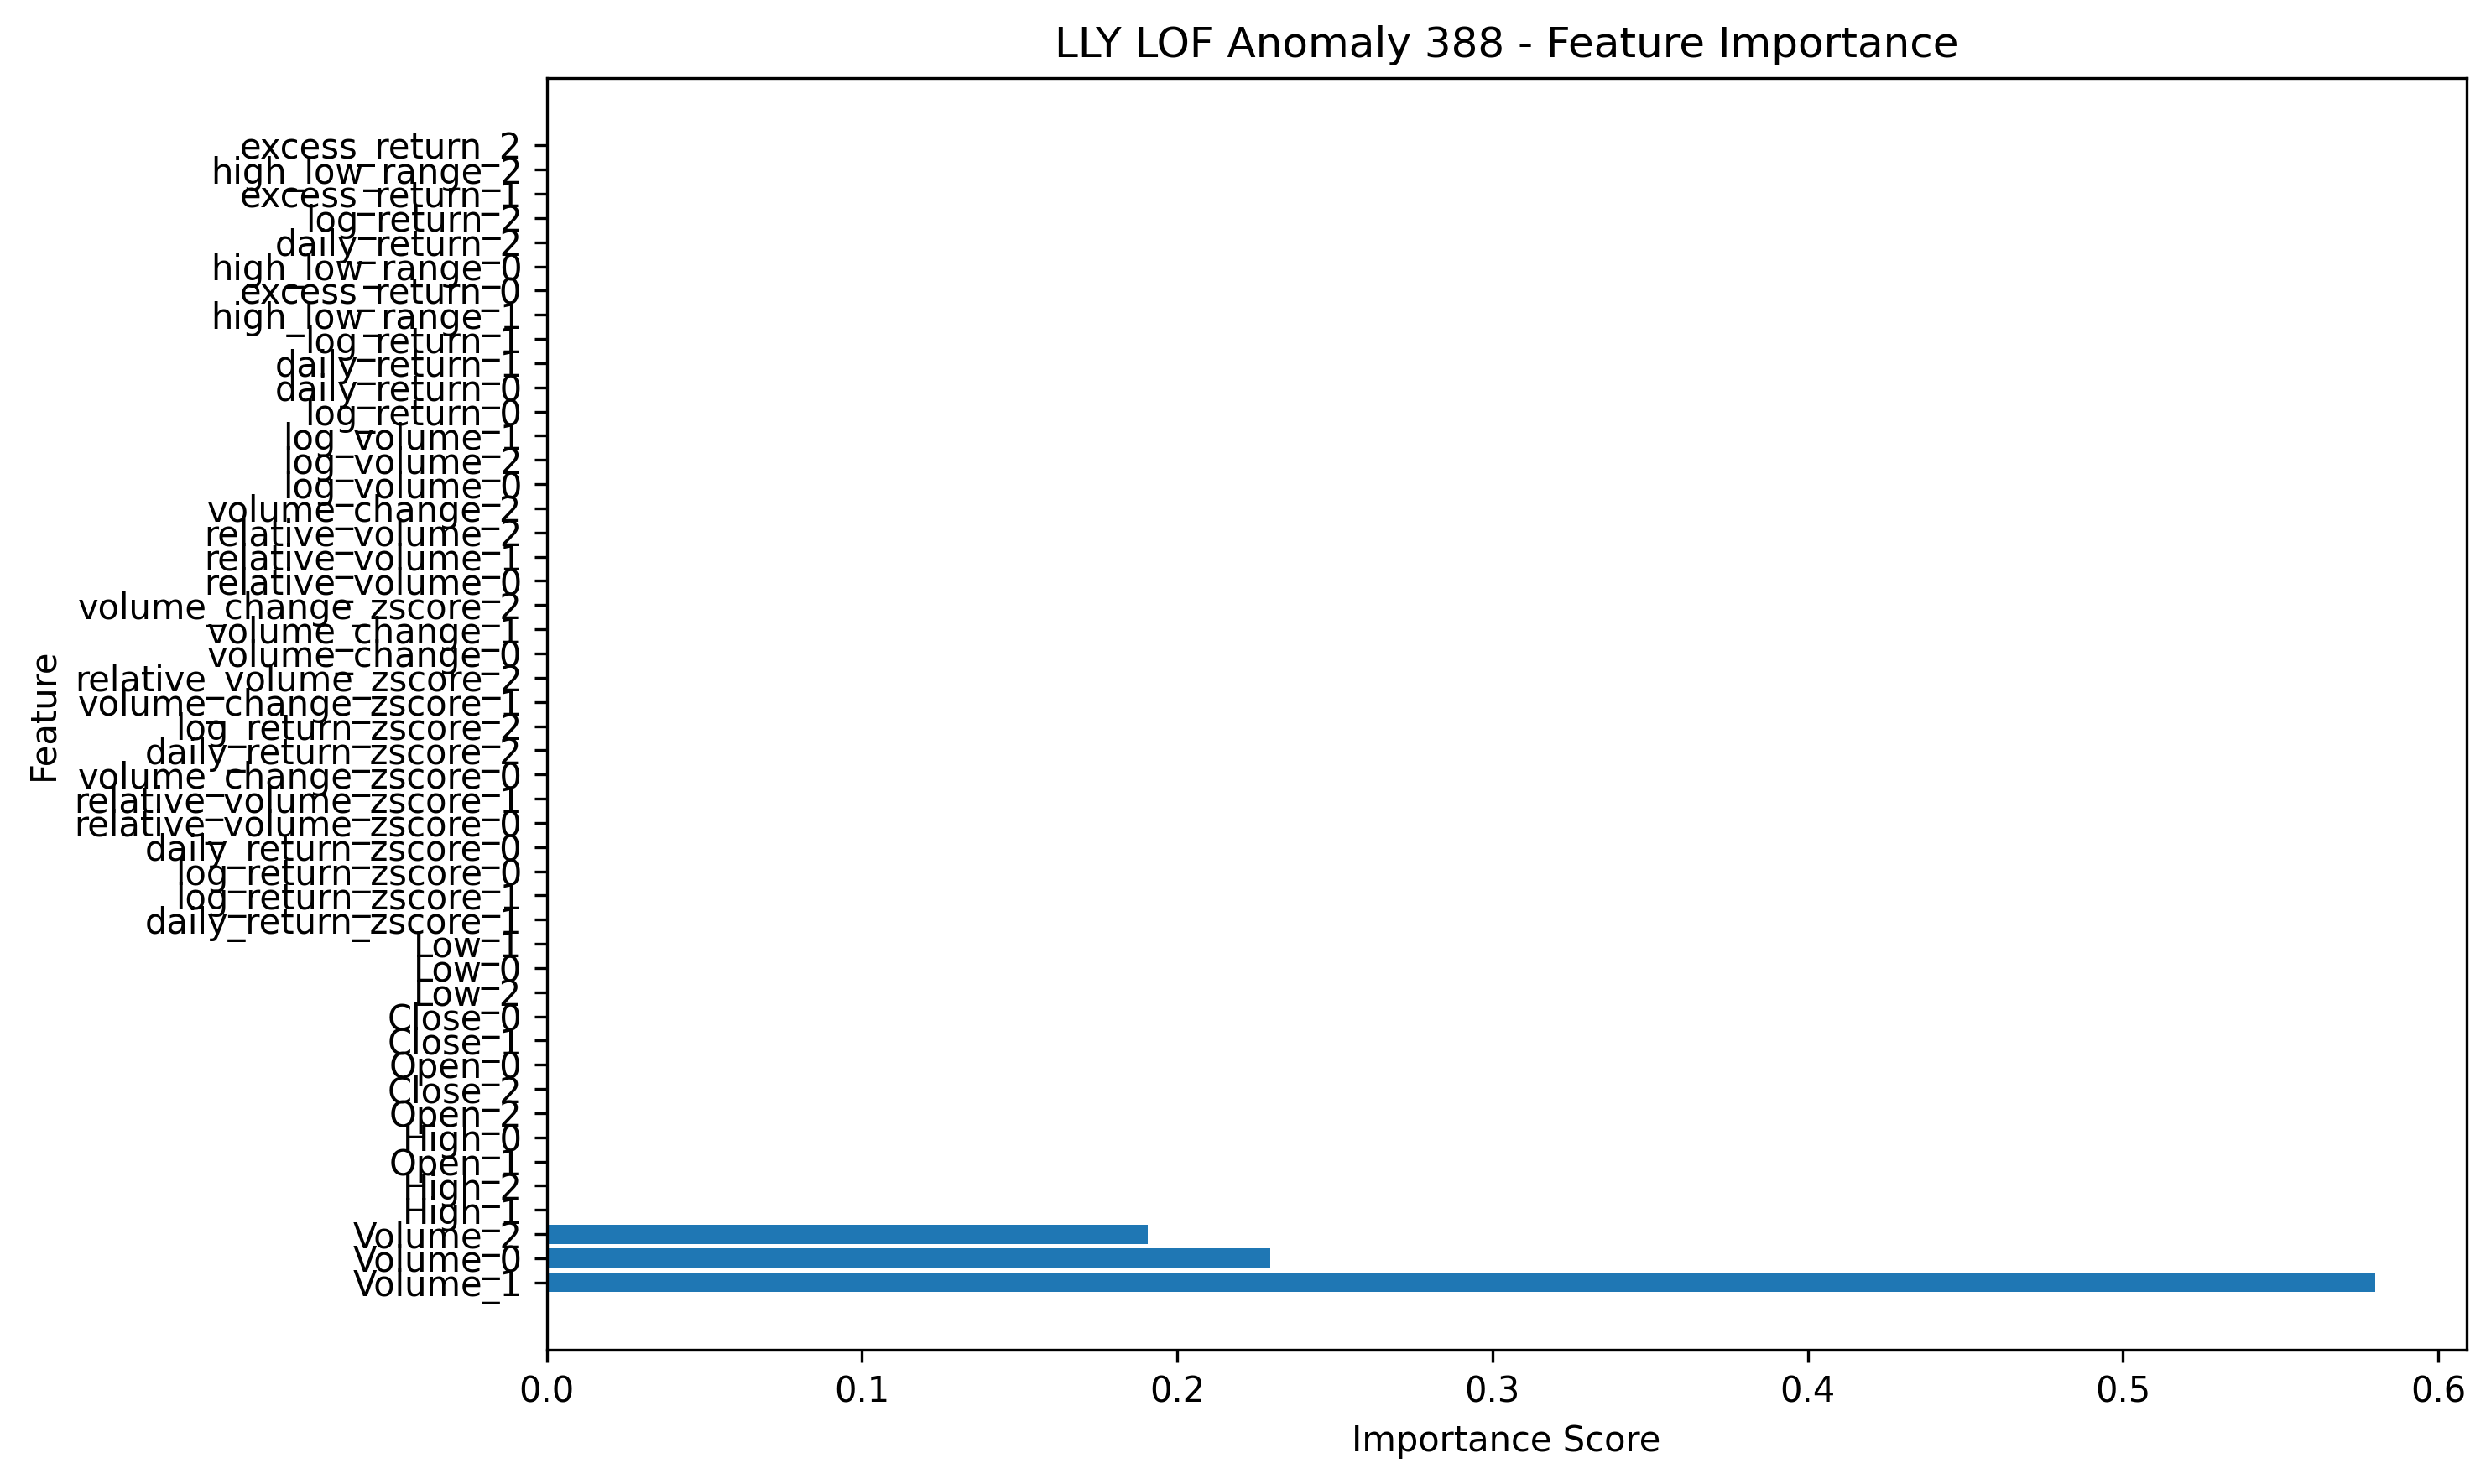 LLY LOF Anomaly 388 - Feature Importance
excess_return_2
high_low_range_2
excess_return_1
log_return_2
daily_return_2
high_low_range_0
excess_return_0
high_low_range_1
log_return_1
daily_return_1
daily_return_0
log_return_0
log_volume_1
log_volume_2
log_volume_0
volume_change_2
relative_volume_2
relative_volume_1
relative_volume_0
volume_change_zscore_2
volume_change_1
volume_change_0
relative_volume_zscore_2
volume_change_zscore_1
log_return_zscore_2
daily_return_zscore_2
volume_change_zscore_0
relative_volume_zscore_1
relative_volume_zscore_0
daily_return_zscore_0
log_return_zscore_0
log_return_zscore_1
daily_return_zscore_1
Low_1
Low_0
Low_2
Close_0
Close_1
Open_0
Close_2
Open_2
High_0
Open_1
High_2
High_1
Volume_2
Volume_0
Volume_1
Feature
0.0 0.1 0.2 0.3 0.4 0.5 0.6
Importance Score